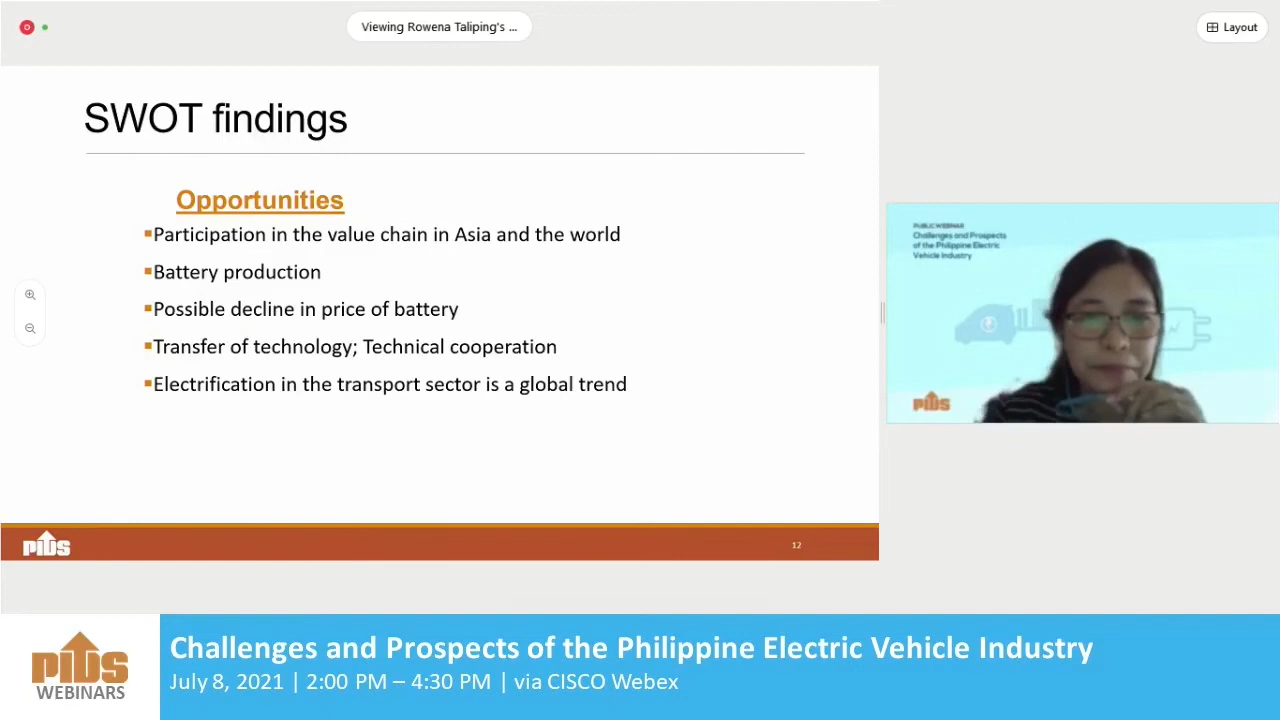 Viewing Rowena Taliping's ...
Layout
SWOT findings
Opportunities
Participation in the value chain in Asia and the world
Battery production
Possible decline in price of battery
Transfer of technology; Technical cooperation
Electrification in the transport sector is a global trend
PUBLIC WEBINAR
Challenges and Prospects
of the Philippine Electric
Vehicle Industry
PIDS
PIDS
12
PIDS
WEBINARS
Challenges and Prospects of the Philippine Electric Vehicle Industry
July 8, 2021 | 2:00 PM – 4:30 PM | via CISCO Webex